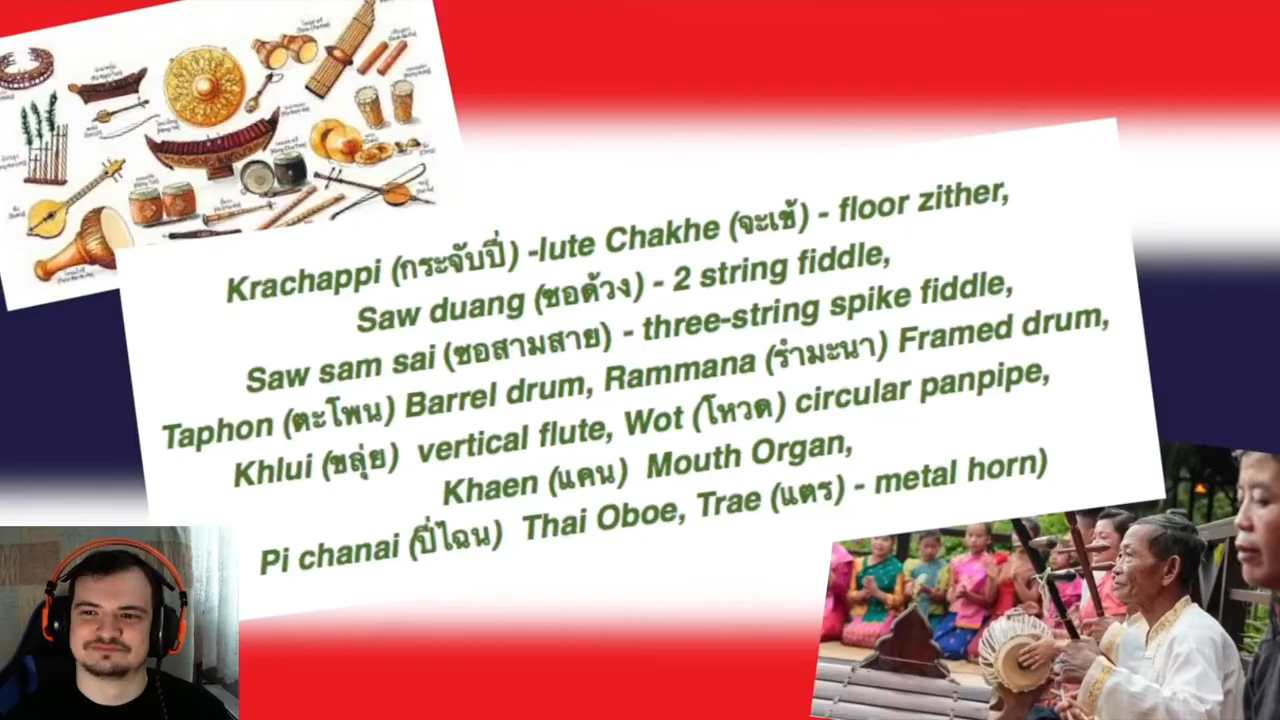 Krachappi (กระจับปี่) -lute Chakhe (จะเข้) - floor zither,
Saw duang (ซอด้วง) - 2 string fiddle,
Saw sam sai (ซอสามสาย) - three-string spike fiddle,
Taphon (ตะโพน) Barrel drum, Rammana (รำมะนา) Framed drum,
Khlui (ขลุ่ย) vertical flute, Wot (โหวด) circular panpipe,
Khaen (แคน) Mouth Organ,
Pi chanai (ปี่ไฉน) Thai Oboe, Trae (แตร) - metal horn)